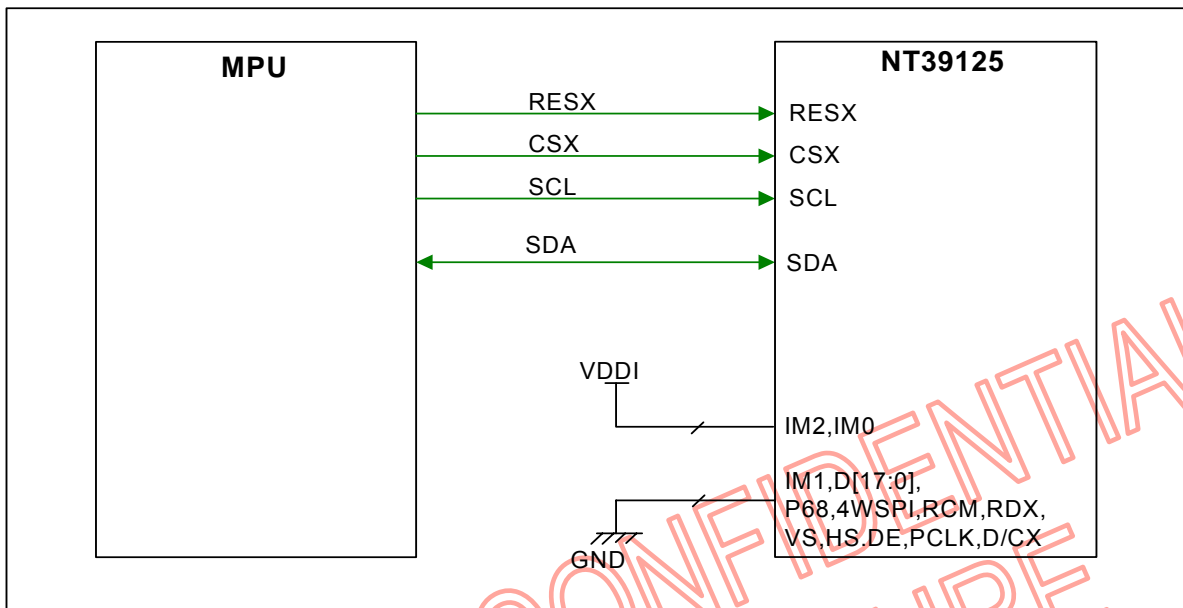 MPU
NT39125
RESX
RESX
CSX
CSX
SCL
SCL
SDA
SDA
VDDI
IM2,IM0
IM1,D[17:0],
P68,4WSPI,RCM,RDX,
VS,HS.DE,PCLK,D/CX
GND
CONFIDENTIAL